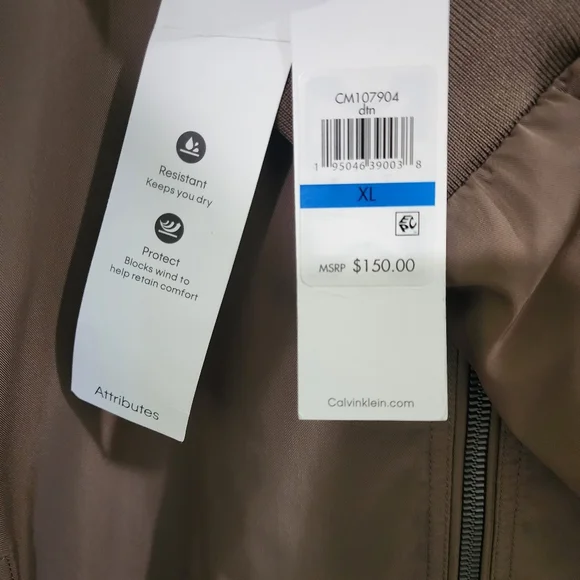 Resistant
Keeps you dry
Protect
Blocks wind to
help retain comfort
Attributes
CM107904
dtn
1 95046 39003 8
XL
MSRP $150.00
Calvinklein.com